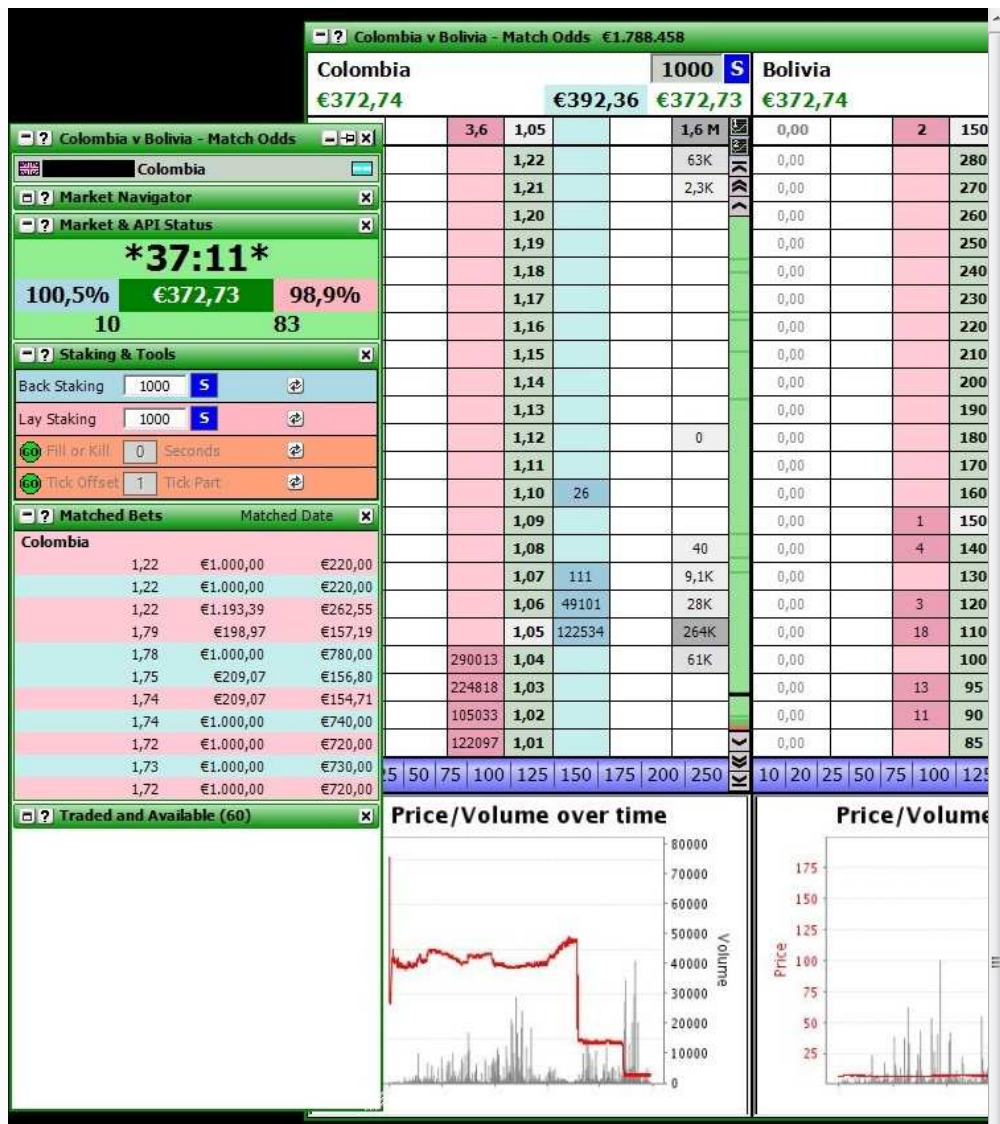 Colombia v Bolivia - Match Odds €1.788.458
Colombia 1000 S Bolivia
€372,74 €392,36 €372,73 €372,74
Colombia v Bolivia - Match Odds
Colombia
Market Navigator
Market & API Status
*37:11*
100,5% €372,73 98,9%
10 83
Staking & Tools
Back Staking 1000 S
Lay Staking 1000 S
GO Fill or Kill 0 Seconds
GO Tick Offset 1 Tick Part
Matched Bets Matched Date
Colombia
1,22 €1.000,00 €220,00
1,22 €1.000,00 €220,00
1,22 €1.193,39 €262,55
1,79 €198,97 €157,19
1,78 €1.000,00 €780,00
1,75 €209,07 €156,80
1,74 €209,07 €154,71
1,74 €1.000,00 €740,00
1,72 €1.000,00 €720,00
1,73 €1.000,00 €730,00
1,72 €1.000,00 €720,00
Traded and Available (60)
3,6 1,05 1,6 M 0,00 2 150
1,22 63K 0,00 280
1,21 2,3K 0,00 270
1,20 0,00 260
1,19 0,00 250
1,18 0,00 240
1,17 0,00 230
1,16 0,00 220
1,15 0,00 210
1,14 0,00 200
1,13 0,00 190
1,12 0 0,00 180
1,11 0,00 170
1,10 26 0,00 160
1,09 0,00 1 150
1,08 40 0,00 4 140
1,07 111 9,1K 0,00 130
1,06 49101 28K 0,00 3 120
1,05 122534 264K 0,00 18 110
290013 1,04 61K 0,00 100
224818 1,03 0,00 13 95
105033 1,02 0,00 11 90
122097 1,01 0,00 85
25 50 75 100 125 150 175 200 250 10 20 25 50 75 100 125
Price/Volume over time
80000
70000
60000
50000
40000
30000
20000
10000
0
Volume
Price/Volume
175
150
125
100
75
50
25
Price